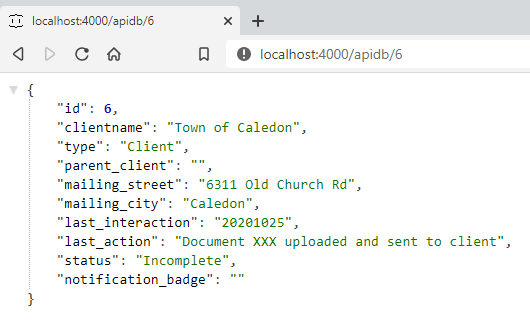 localhost:4000/apidb/6
localhost:4000/apidb/6
{
"id": 6,
"clientname": "Town of Caledon",
"type": "Client",
"parent_client": "",
"mailing_street": "6311 Old Church Rd",
"mailing_city": "Caledon",
"last_interaction": "20201025",
"last_action": "Document XXX uploaded and sent to client",
"status": "Incomplete",
"notification_badge": ""
}